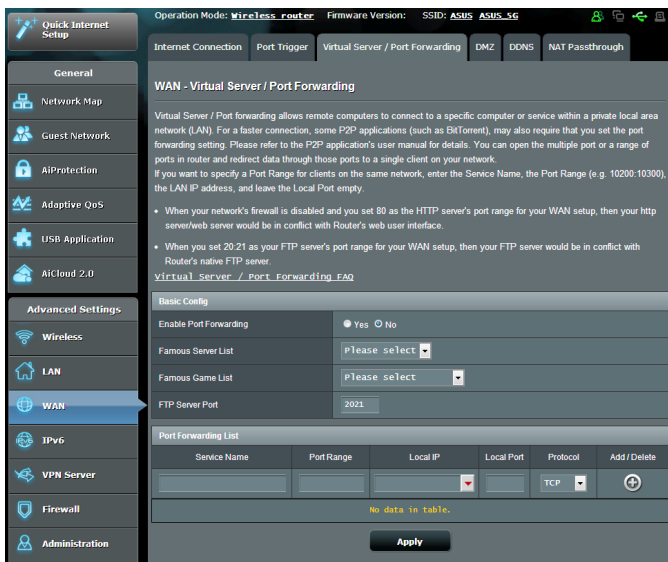 Quick Internet
Setup
Operation Mode: Wireless router Firmware Version: SSID: ASUS ASUS_5G
Internet Connection Port Trigger Virtual Server / Port Forwarding DMZ DDNS NAT Passthrough
General
Network Map
Guest Network
AiProtection
Adaptive QoS
USB Application
AiCloud 2.0
Advanced Settings
Wireless
LAN
WAN
IPv6
VPN Server
Firewall
Administration
WAN - Virtual Server / Port Forwarding
Virtual Server / Port forwarding allows remote computers to connect to a specific computer or service within a private local area
network (LAN). For a faster connection, some P2P applications (such as BitTorrent), may also require that you set the port
forwarding setting. Please refer to the P2P application's user manual for details. You can open the multiple port or a range of
ports in router and redirect data through those ports to a single client on your network.
If you want to specify a Port Range for clients on the same network, enter the Service Name, the Port Range (e.g. 10200:10300),
the LAN IP address, and leave the Local Port empty.
• When your network's firewall is disabled and you set 80 as the HTTP server's port range for your WAN setup, then your http
server/web server would be in conflict with Router's web user interface.
• When you set 20:21 as your FTP server's port range for your WAN setup, then your FTP server would be in conflict with
Router's native FTP server.
Virtual Server / Port Forwarding FAQ
Basic Config
Enable Port Forwarding Yes No
Famous Server List Please select
Famous Game List Please select
FTP Server Port 2021
Port Forwarding List
Service Name Port Range Local IP Local Port Protocol Add / Delete
TCP
No data in table.
Apply